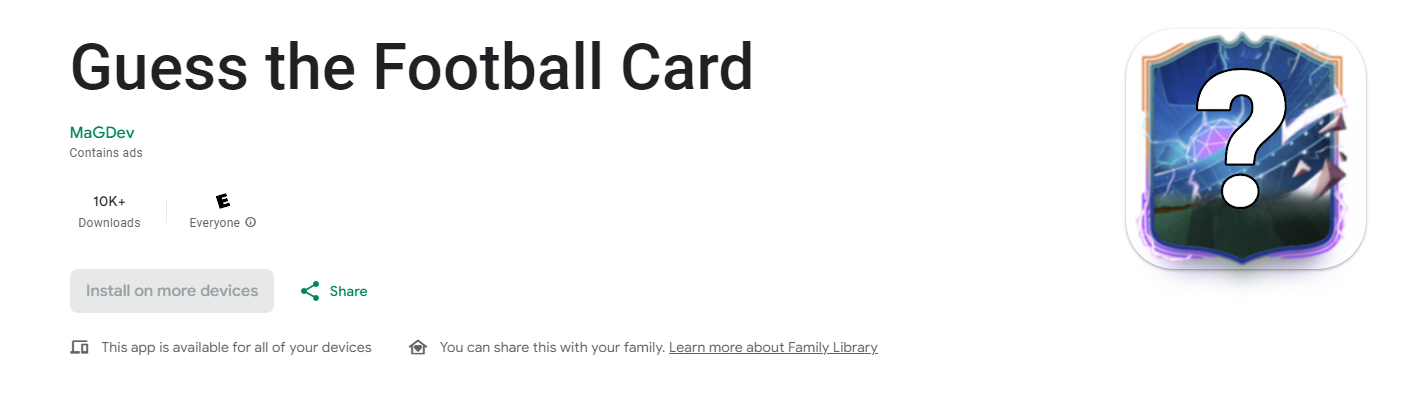 Guess the Football Card
MaGDev
Contains ads
10K+
Downloads
E
Everyone
Install on more devices
Share
This app is available for all of your devices
You can share this with your family. Learn more about Family Library
?